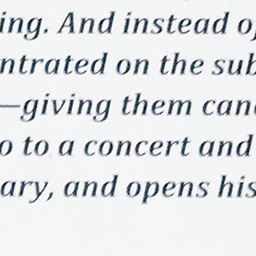 ing. And instead o
ntrated on the sub
—giving them can
o to a concert and
ary, and opens his